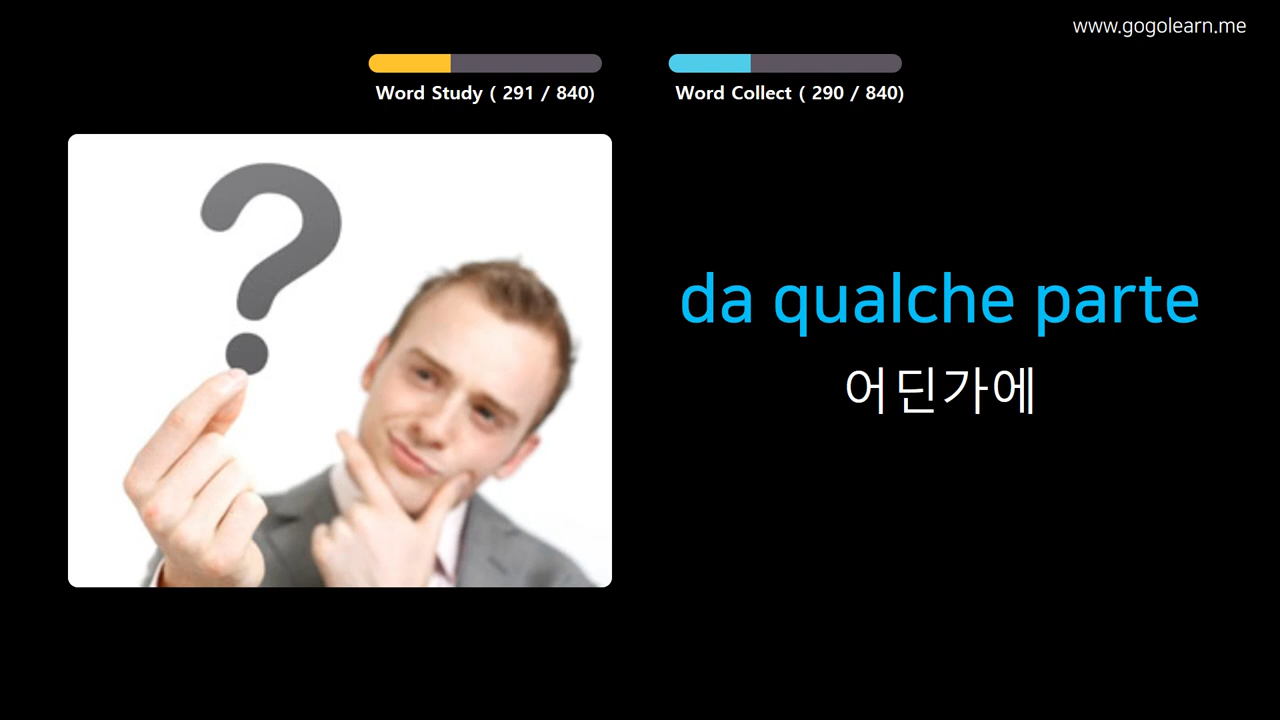 www.gogolearn.me
Word Study ( 291 / 840)
Word Collect ( 290 / 840)
?
da qualche parte
어딘가에